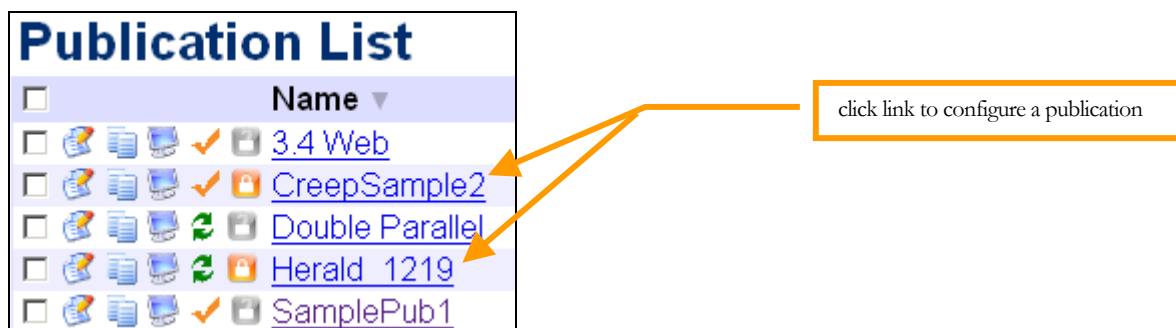 Publication List
Name
3.4 Web
CreepSample2
Double Parallel
Herald_1219
SamplePub1
click link to configure a publication